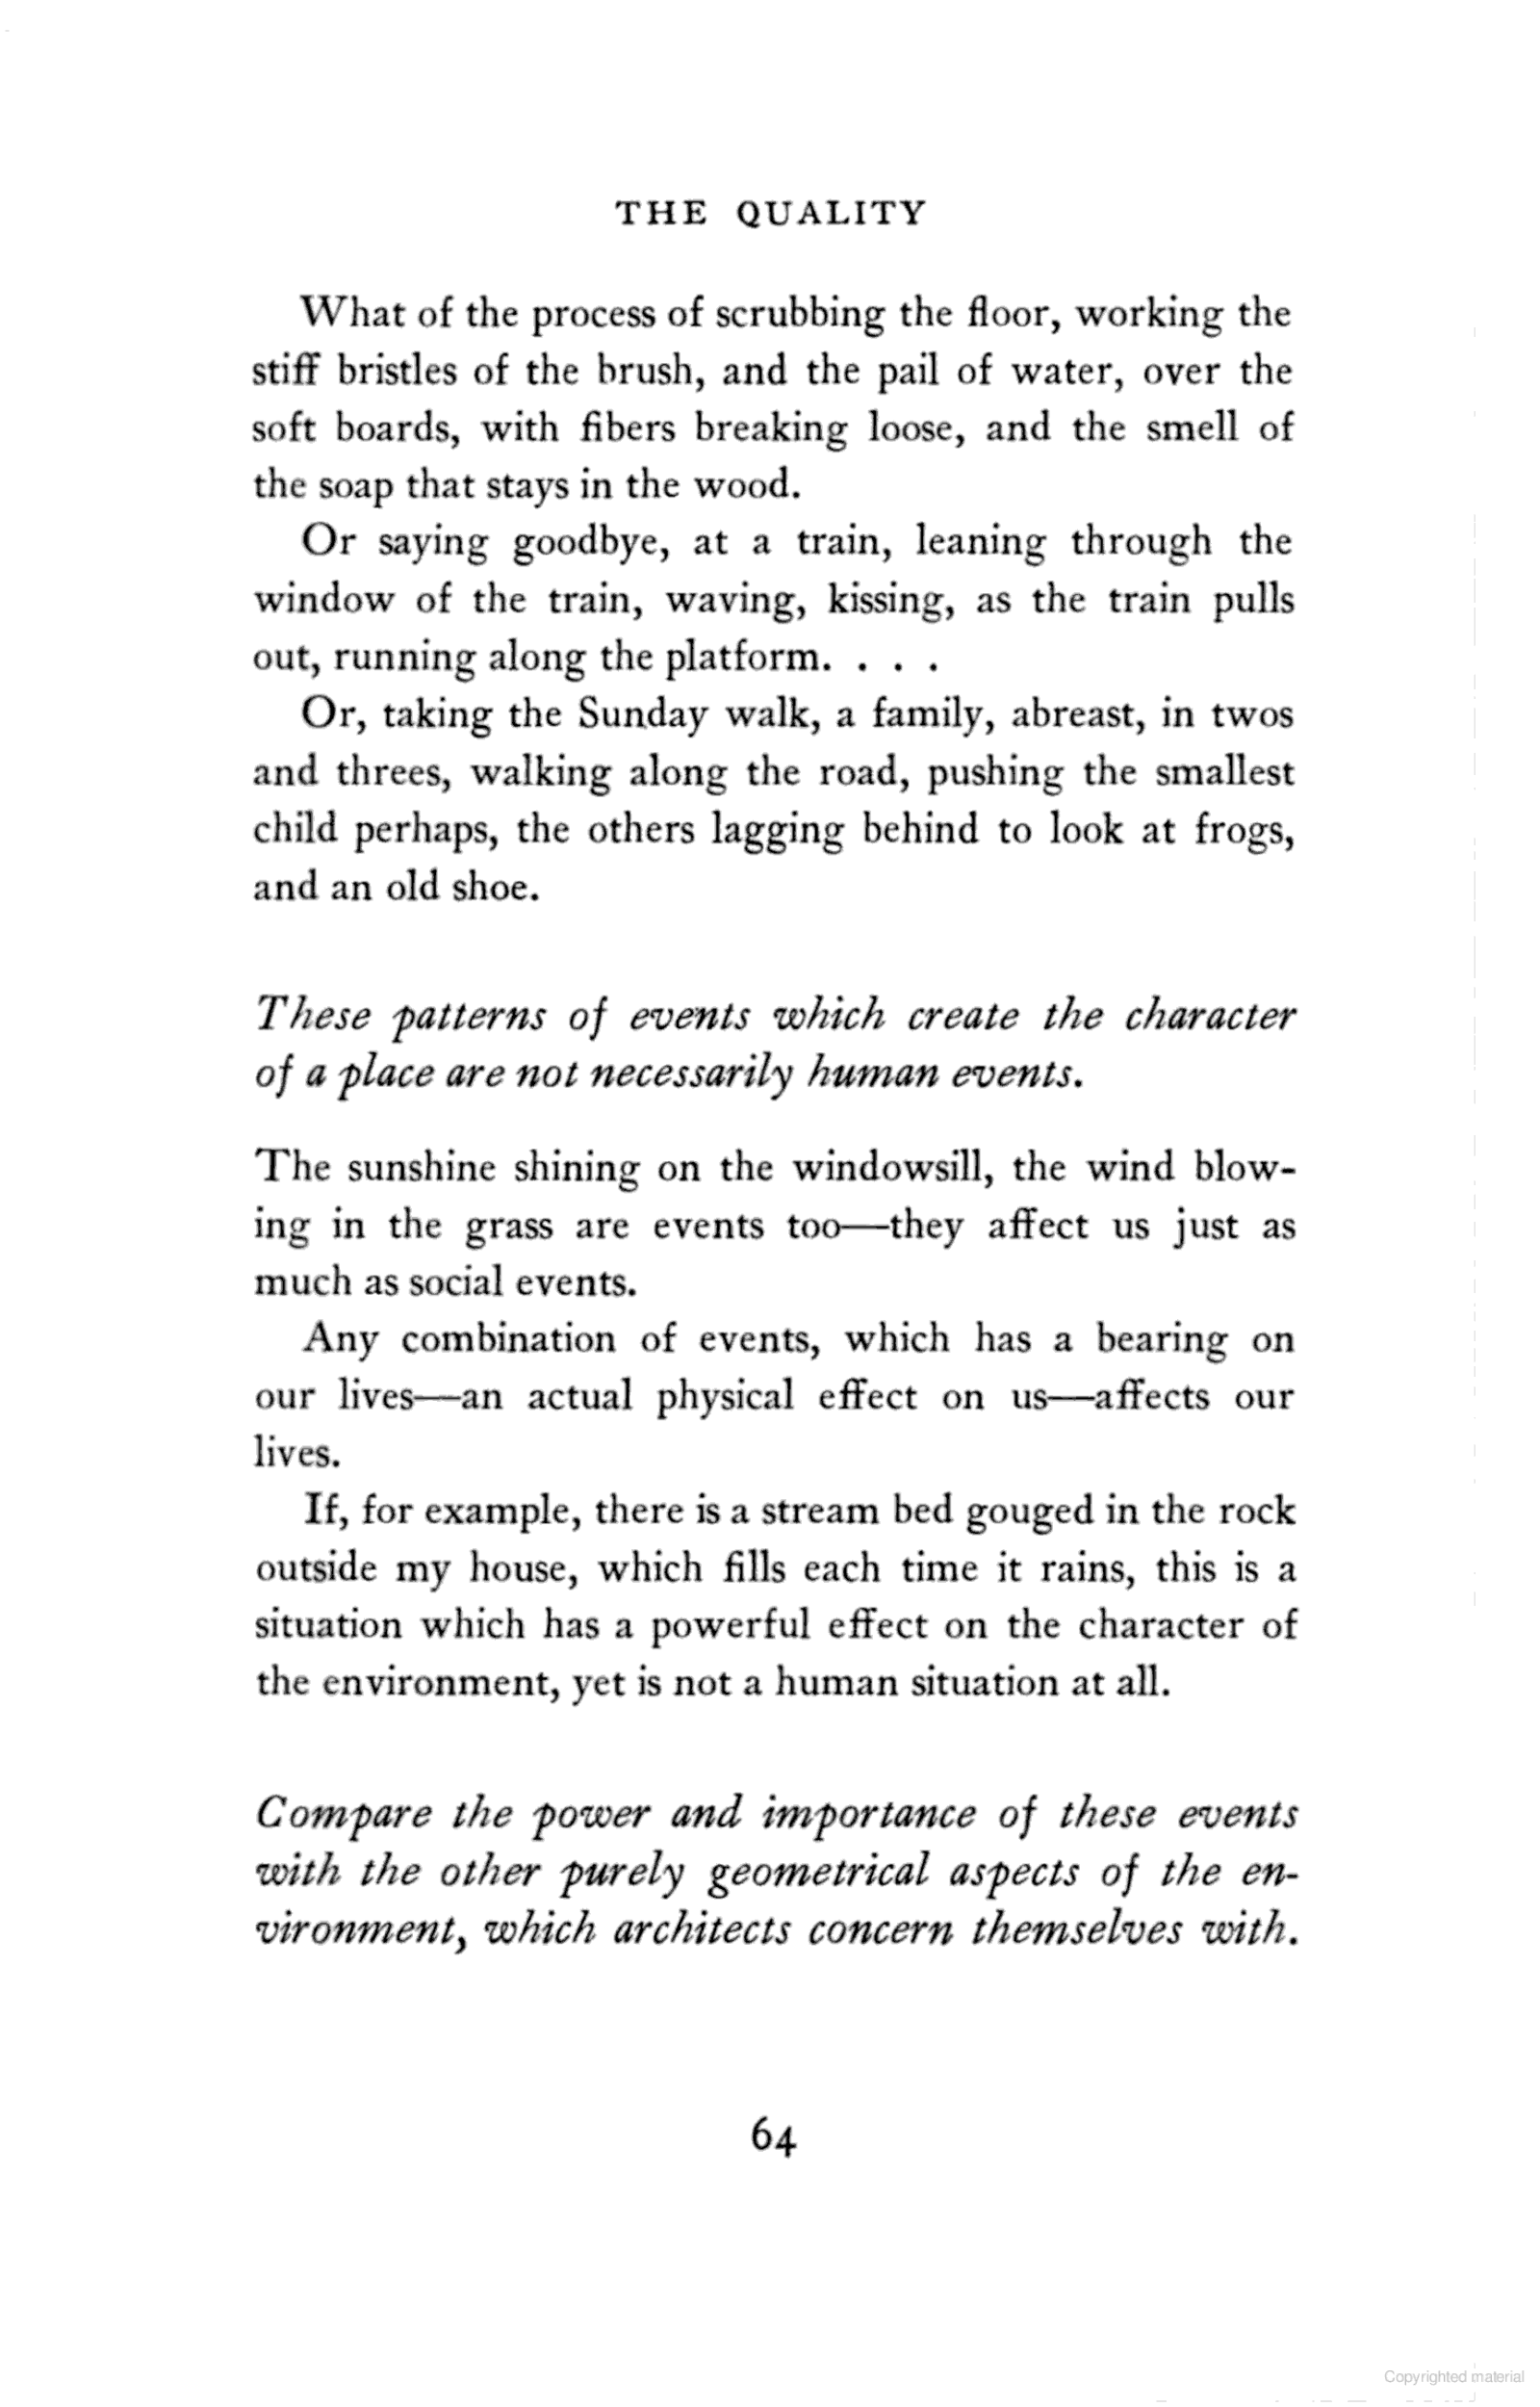 THE QUALITY
What of the process of scrubbing the floor, working the
stiff bristles of the brush, and the pail of water, over the
soft boards, with fibers breaking loose, and the smell of
the soap that stays in the wood.
Or saying goodbye, at a train, leaning through the
window of the train, waving, kissing, as the train pulls
out, running along the platform. . . .
Or, taking the Sunday walk, a family, abreast, in twos
and threes, walking along the road, pushing the smallest
child perhaps, the others lagging behind to look at frogs,
and an old shoe.
These patterns of events which create the character
of a place are not necessarily human events.
The sunshine shining on the windowsill, the wind blow-
ing in the grass are events too—they affect us just as
much as social events.
Any combination of events, which has a bearing on
our lives—an actual physical effect on us—affects our
lives.
If, for example, there is a stream bed gouged in the rock
outside my house, which fills each time it rains, this is a
situation which has a powerful effect on the character of
the environment, yet is not a human situation at all.
Compare the power and importance of these events
with the other purely geometrical aspects of the en-
vironment, which architects concern themselves with.
64
Copyrighted material